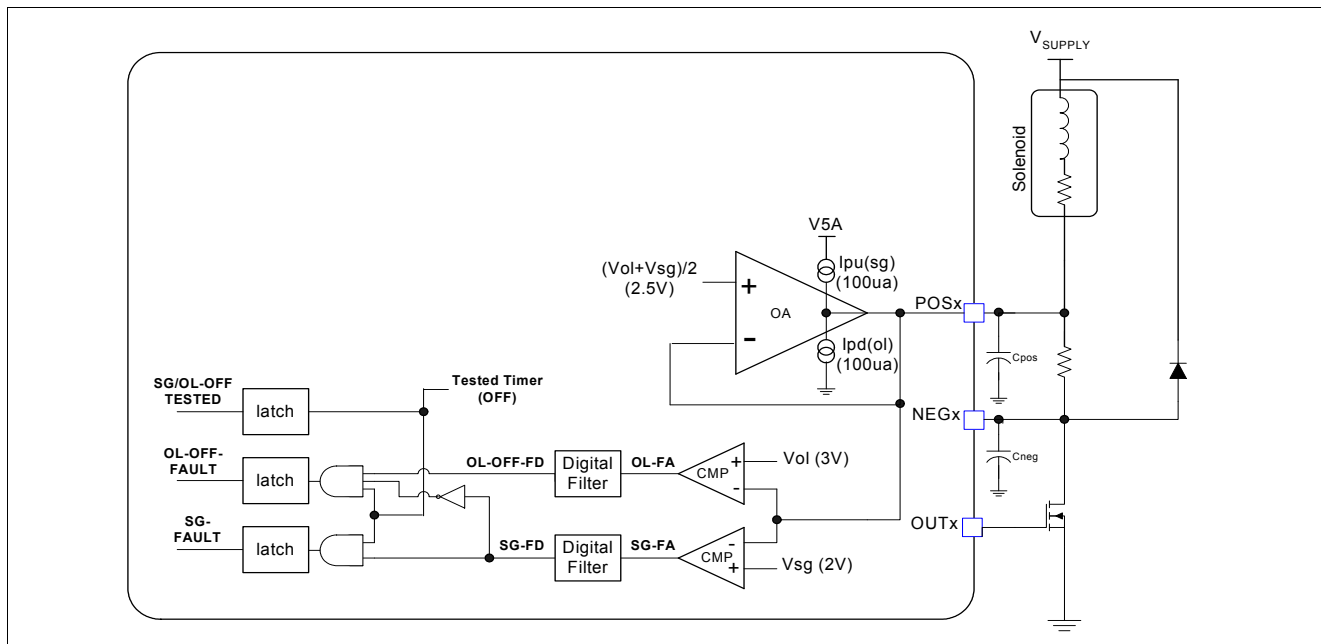 VSUPPLY
Solenoid
V5A
Ipu(sg)
(100ua)
(Vol+Vsg)/2
(2.5V)
+
OA
-
Ipd(ol)
(100ua)
POSx
Cpos
NEGx
Cneg
OUTx
SG/OL-OFF
TESTED
latch
Tested Timer
(OFF)
OL-OFF-
FAULT
latch
OL-OFF-FD
Digital
Filter
OL-FA
CMP
+
-
Vol (3V)
SG-
FAULT
latch
SG-FD
Digital
Filter
SG-FA
CMP
-
+
Vsg (2V)